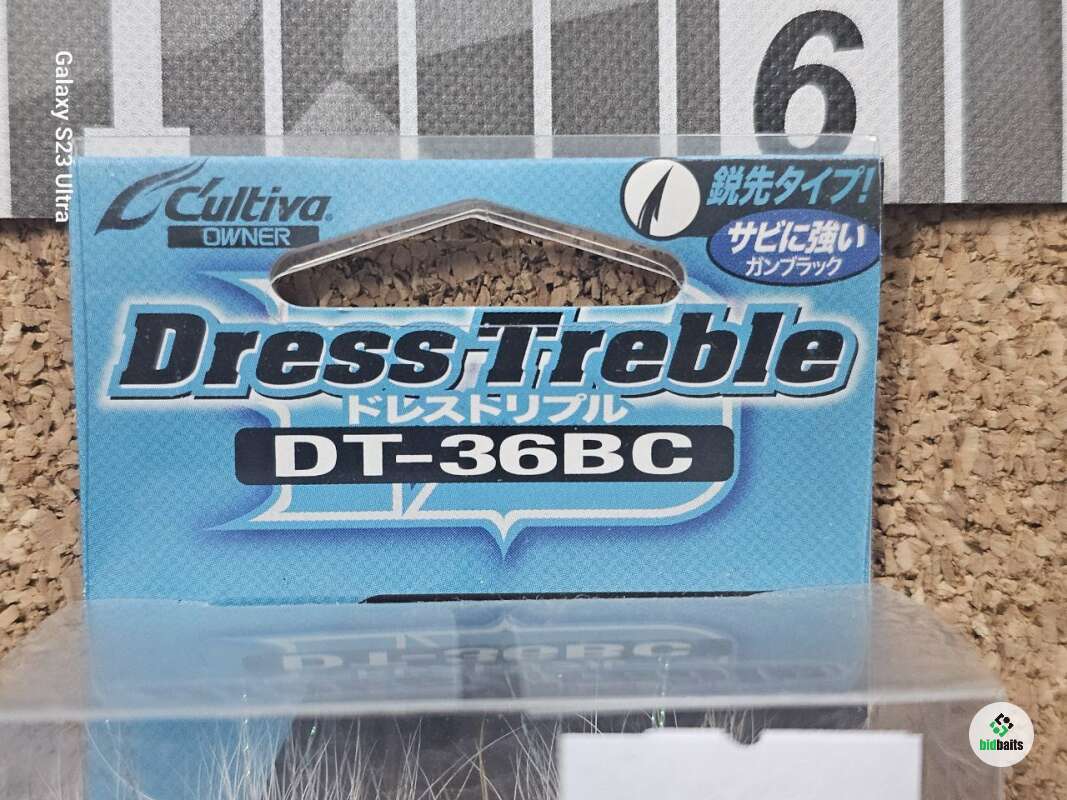 6
Galaxy S23 Ultra
C'ultiva
OWNER
鋭先タイプ!
サビに強い
ガンブラック
Dress Treble
ドレストリプル
DT-36BC
bidbaits